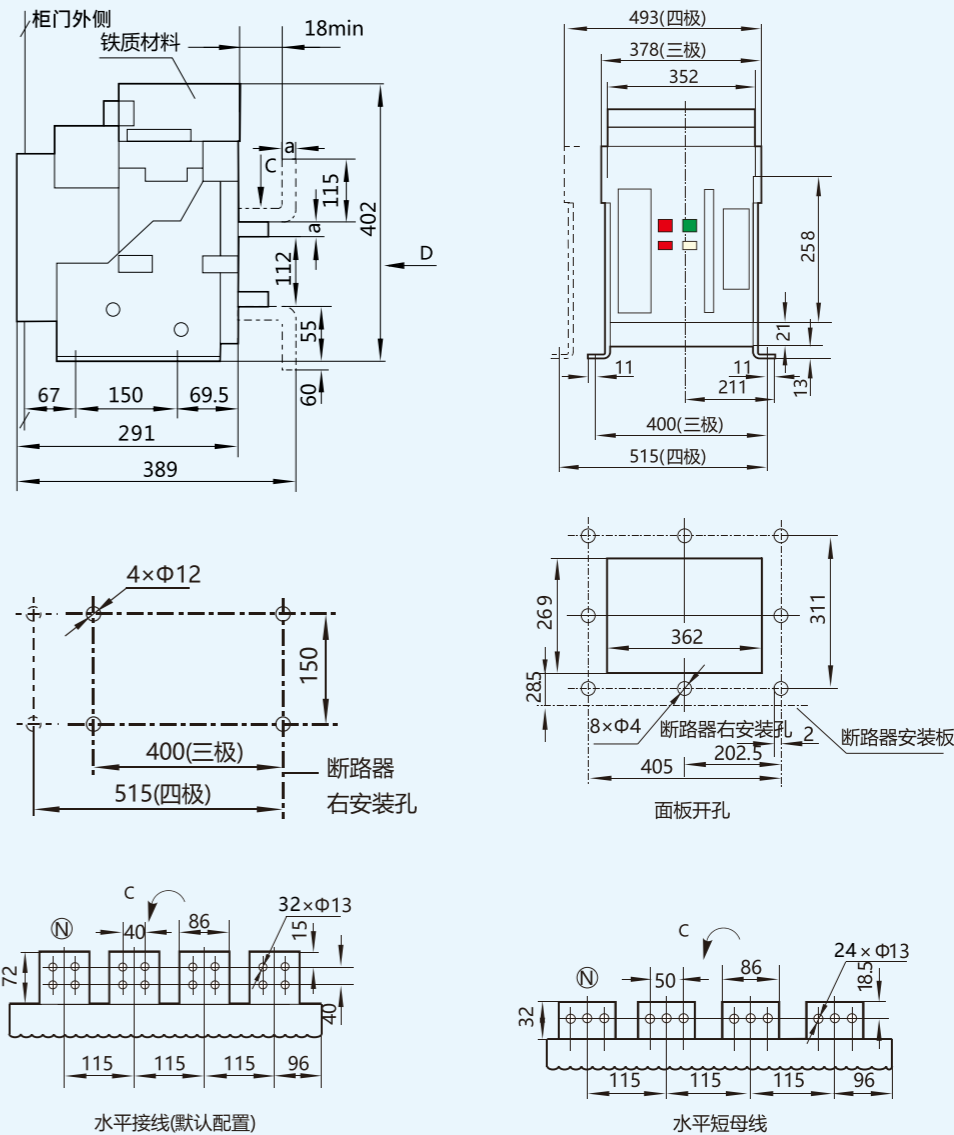 柜门外侧
铁质材料
18min
a
C
115
402
a
112
D
55
60
67
150
69.5
291
389
493(四极)
378(三极)
352
258
21
13
11
11
211
400(三极)
515(四极)
4×Φ12
150
400(三极)
515(四极)
断路器
右安装孔
269
362
311
285
8×Φ4
断路器右安装孔
2
断路器安装板
202.5
405
面板开孔
C
N
40
86
32×Φ13
15
72
40
115
115
115
96
水平接线(默认配置)
C
N
50
86
24×Φ13
18.5
32
115
115
115
96
水平短母线